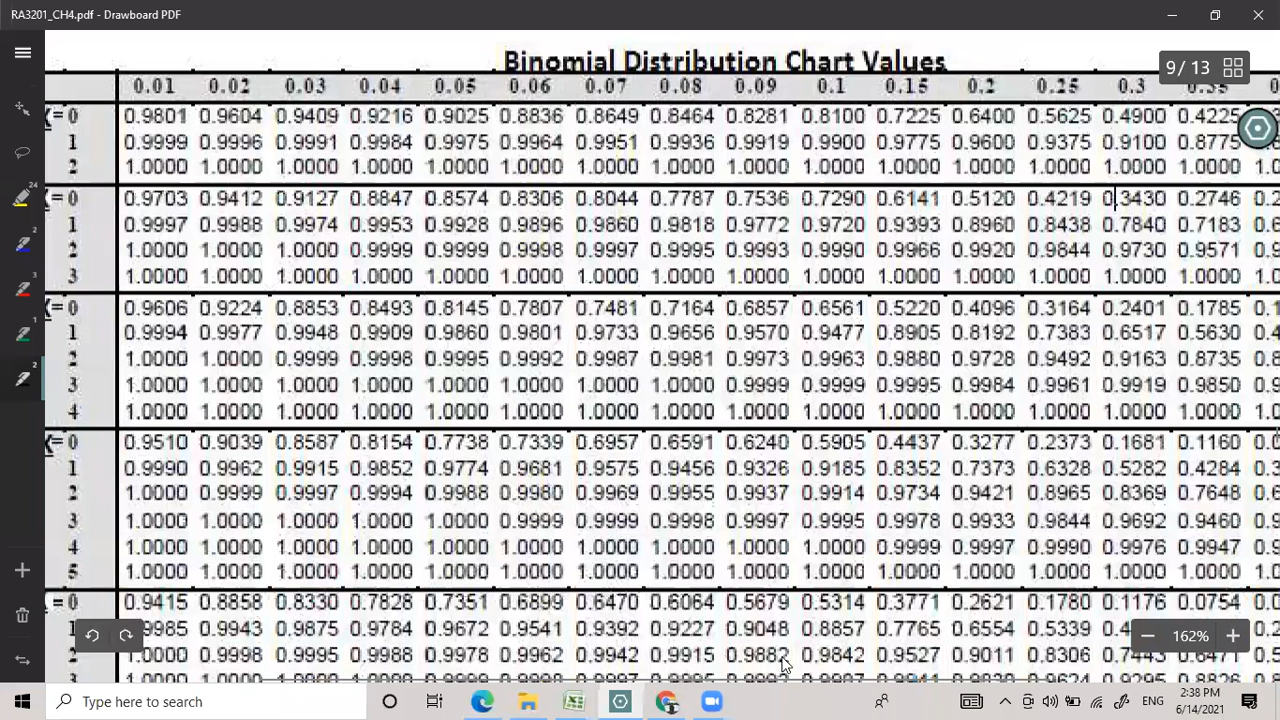 RA3201_CH4.pdf - Drawboard PDF
Binomial Distribution Chart Values
9 / 13
0.01 0.02 0.03 0.04 0.05 0.06 0.07 0.08 0.09 0.1 0.15 0.2 0.25 0.3 0.35
X= 0 0.9801 0.9604 0.9409 0.9216 0.9025 0.8836 0.8649 0.8464 0.8281 0.8100 0.7225 0.6400 0.5625 0.4900 0.4225
1 0.9999 0.9996 0.9991 0.9984 0.9975 0.9964 0.9951 0.9936 0.9919 0.9900 0.9775 0.9600 0.9375 0.9100 0.8775
2 1.0000 1.0000 1.0000 1.0000 1.0000 1.0000 1.0000 1.0000 1.0000 1.0000 1.0000 1.0000 1.0000 1.0000 1.0000
X= 0 0.9703 0.9412 0.9127 0.8847 0.8574 0.8306 0.8044 0.7787 0.7536 0.7290 0.6141 0.5120 0.4219 0.3430 0.2746
1 0.9997 0.9988 0.9974 0.9953 0.9928 0.9896 0.9860 0.9818 0.9772 0.9720 0.9393 0.8960 0.8438 0.7840 0.7183
2 1.0000 1.0000 1.0000 0.9999 0.9999 0.9998 0.9997 0.9995 0.9993 0.9990 0.9966 0.9920 0.9844 0.9730 0.9571
3 1.0000 1.0000 1.0000 1.0000 1.0000 1.0000 1.0000 1.0000 1.0000 1.0000 1.0000 1.0000 1.0000 1.0000 1.0000
X= 0 0.9606 0.9224 0.8853 0.8493 0.8145 0.7807 0.7481 0.7164 0.6857 0.6561 0.5220 0.4096 0.3164 0.2401 0.1785
1 0.9994 0.9977 0.9948 0.9909 0.9860 0.9801 0.9733 0.9656 0.9570 0.9477 0.8905 0.8192 0.7383 0.6517 0.5630
2 1.0000 1.0000 0.9999 0.9998 0.9995 0.9992 0.9987 0.9981 0.9973 0.9963 0.9880 0.9728 0.9492 0.9163 0.8735
3 1.0000 1.0000 1.0000 1.0000 1.0000 1.0000 1.0000 1.0000 0.9999 0.9999 0.9995 0.9984 0.9961 0.9919 0.9850
4 1.0000 1.0000 1.0000 1.0000 1.0000 1.0000 1.0000 1.0000 1.0000 1.0000 1.0000 1.0000 1.0000 1.0000 1.0000
X= 0 0.9510 0.9039 0.8587 0.8154 0.7738 0.7339 0.6957 0.6591 0.6240 0.5905 0.4437 0.3277 0.2373 0.1681 0.1160
1 0.9990 0.9962 0.9915 0.9852 0.9774 0.9681 0.9575 0.9456 0.9326 0.9185 0.8352 0.7373 0.6328 0.5282 0.4284
2 1.0000 0.9999 0.9997 0.9994 0.9988 0.9980 0.9969 0.9955 0.9937 0.9914 0.9734 0.9421 0.8965 0.8369 0.7648
3 1.0000 1.0000 1.0000 1.0000 1.0000 0.9999 0.9999 0.9998 0.9997 0.9995 0.9978 0.9933 0.9844 0.9692 0.9460
4 1.0000 1.0000 1.0000 1.0000 1.0000 1.0000 1.0000 1.0000 1.0000 1.0000 0.9999 0.9997 0.9990 0.9976 0.9947
5 1.0000 1.0000 1.0000 1.0000 1.0000 1.0000 1.0000 1.0000 1.0000 1.0000 1.0000 1.0000 1.0000 1.0000 1.0000
= 0 0.9415 0.8858 0.8330 0.7828 0.7351 0.6899 0.6470 0.6064 0.5679 0.5314 0.3771 0.2621 0.1780 0.1176 0.0754
1 0.9985 0.9943 0.9875 0.9784 0.9672 0.9541 0.9392 0.9227 0.9048 0.8857 0.7765 0.6554 0.5339
2 1.0000 0.9998 0.9995 0.9988 0.9978 0.9962 0.9942 0.9915 0.9882 0.9842 0.9527 0.9011 0.8306
162%
Type here to search
2:38 PM
6/14/2021